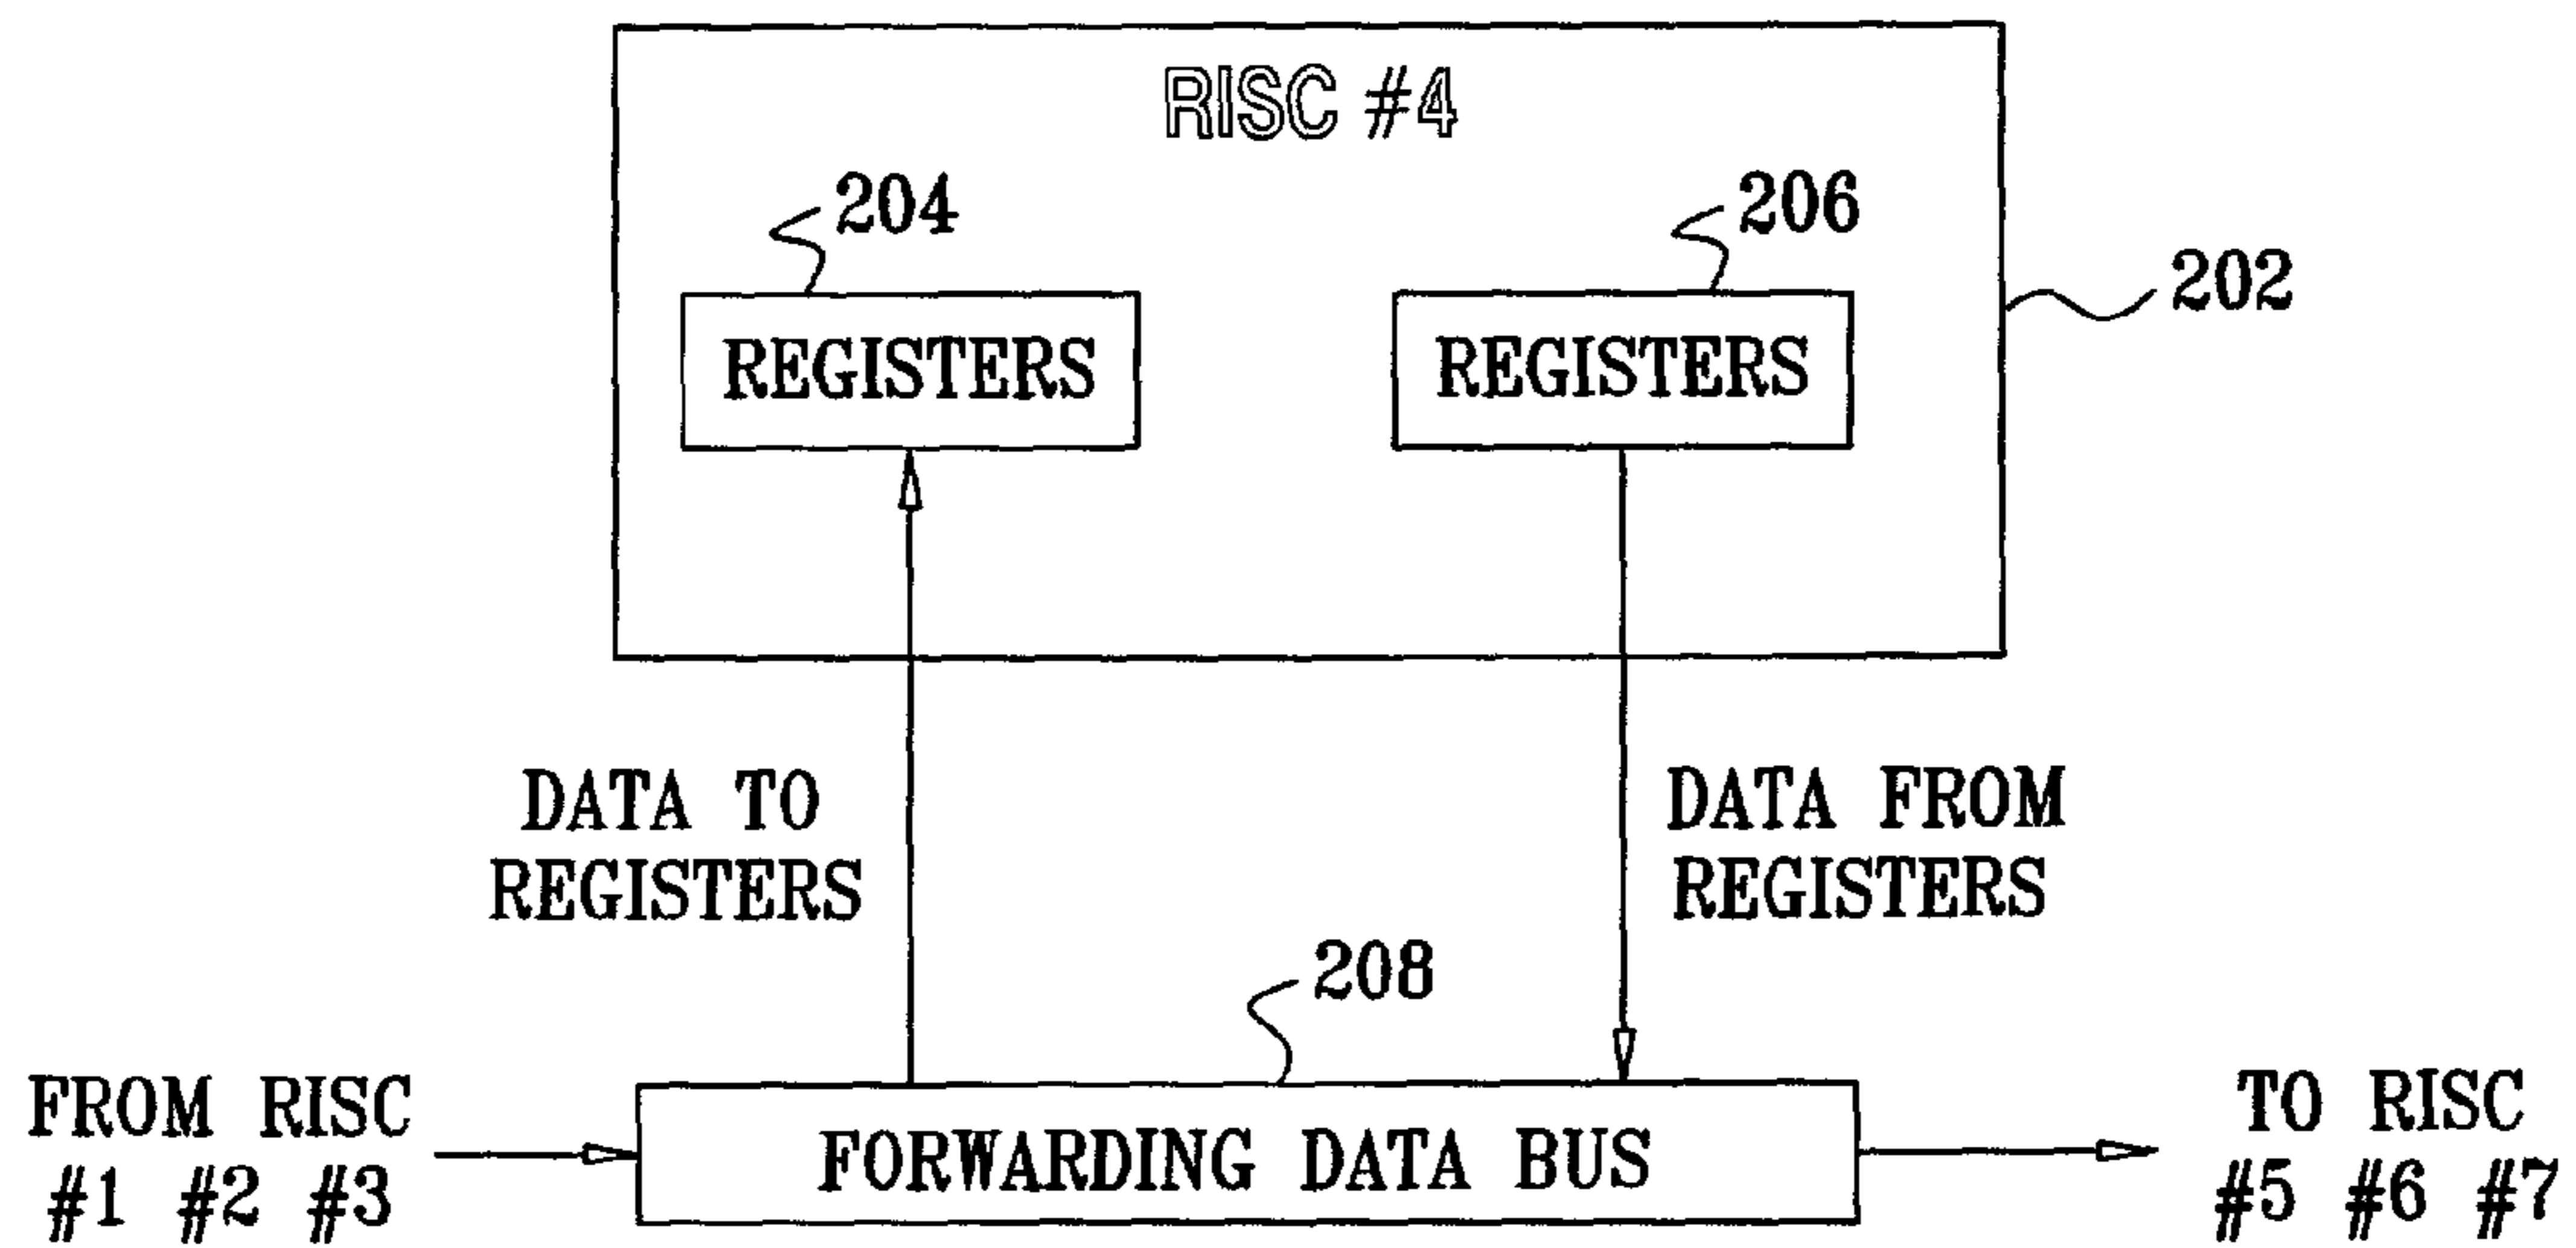 RISC #4
204
206
202
REGISTERS
REGISTERS
DATA TO
REGISTERS
DATA FROM
REGISTERS
208
FROM RISC
#1 #2 #3
FORWARDING DATA BUS
TO RISC
#5 #6 #7